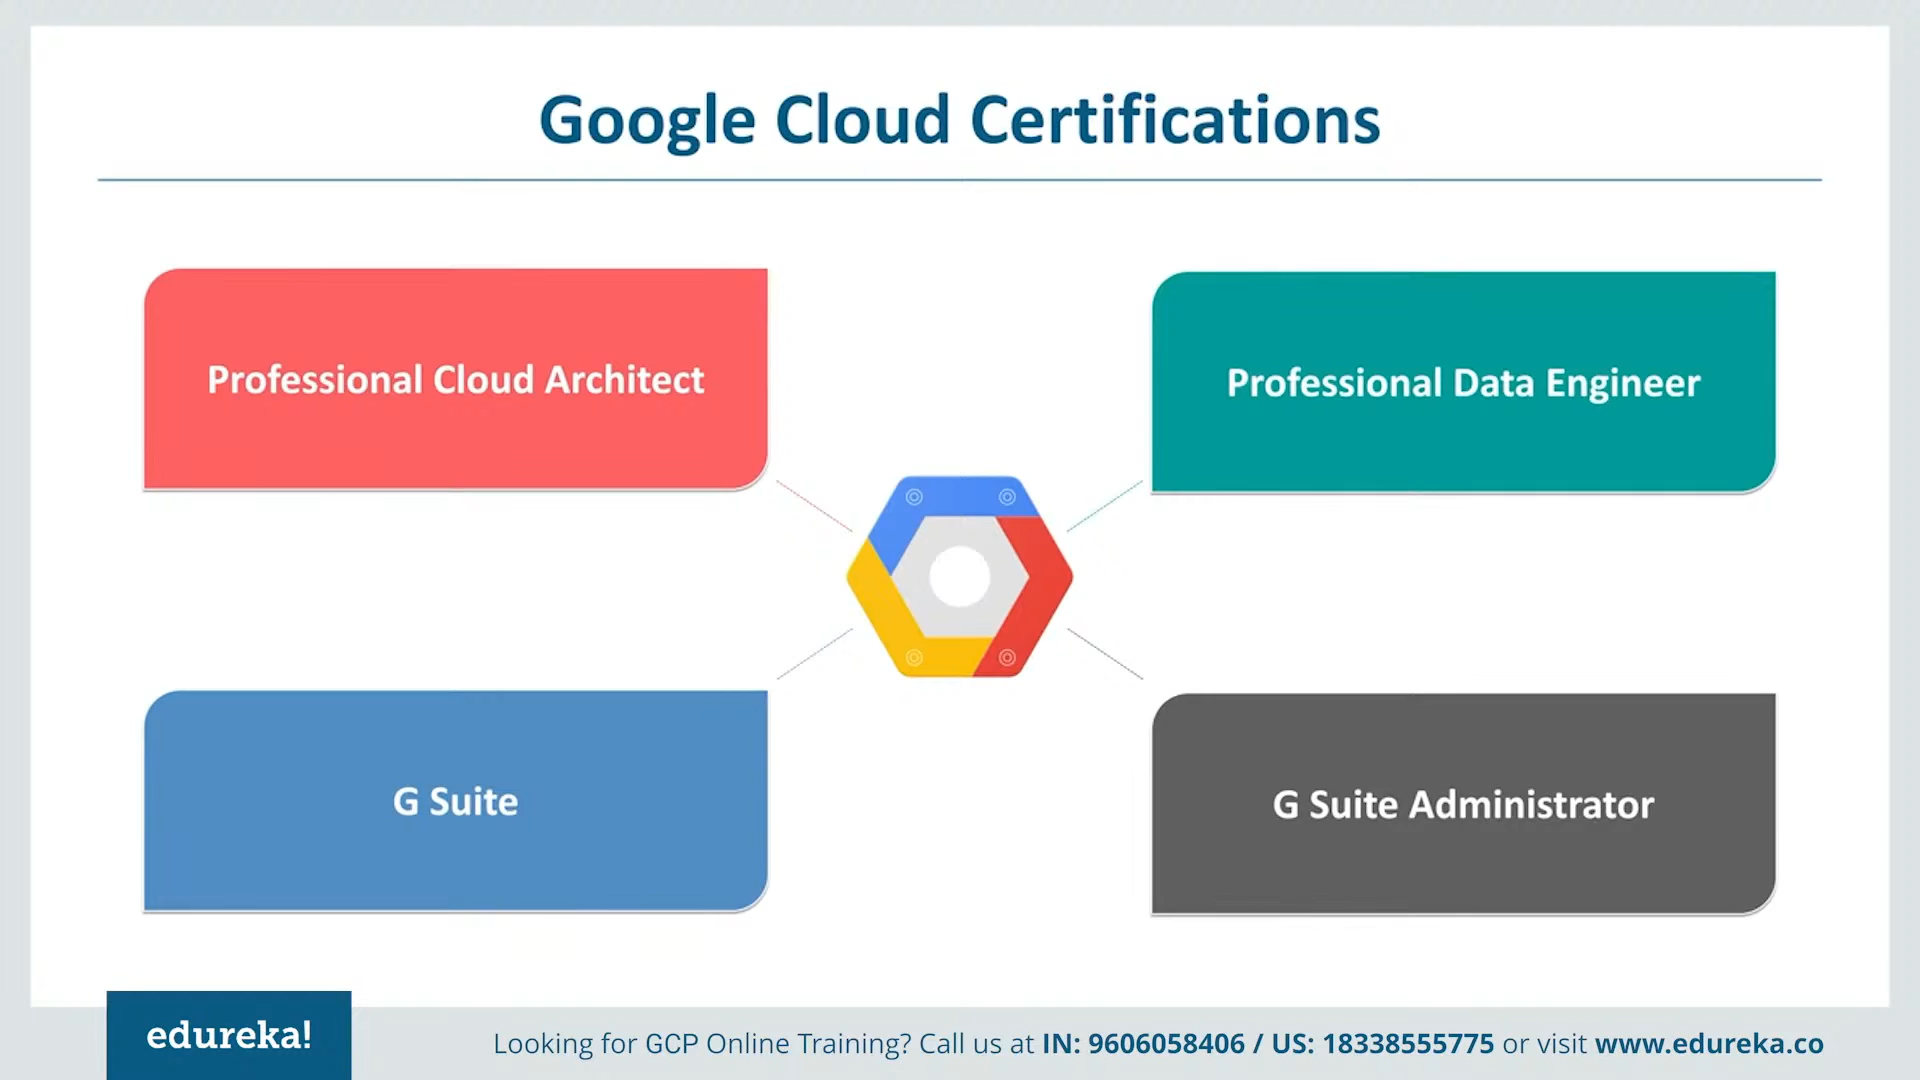 Google Cloud Certifications
Professional Cloud Architect
Professional Data Engineer
G Suite
G Suite Administrator
edureka!
Looking for GCP Online Training? Call us at IN: 9606058406 / US: 18338555775 or visit www.edureka.co